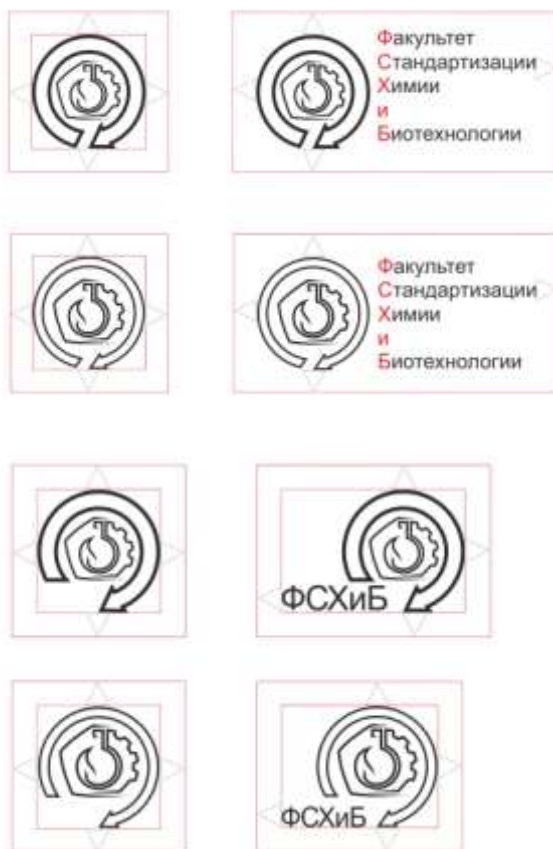 Факультет
Стандартизации
Химии
и
Биотехнологии
Факультет
Стандартизации
Химии
и
Биотехнологии
ФСХиБ
ФСХиБ